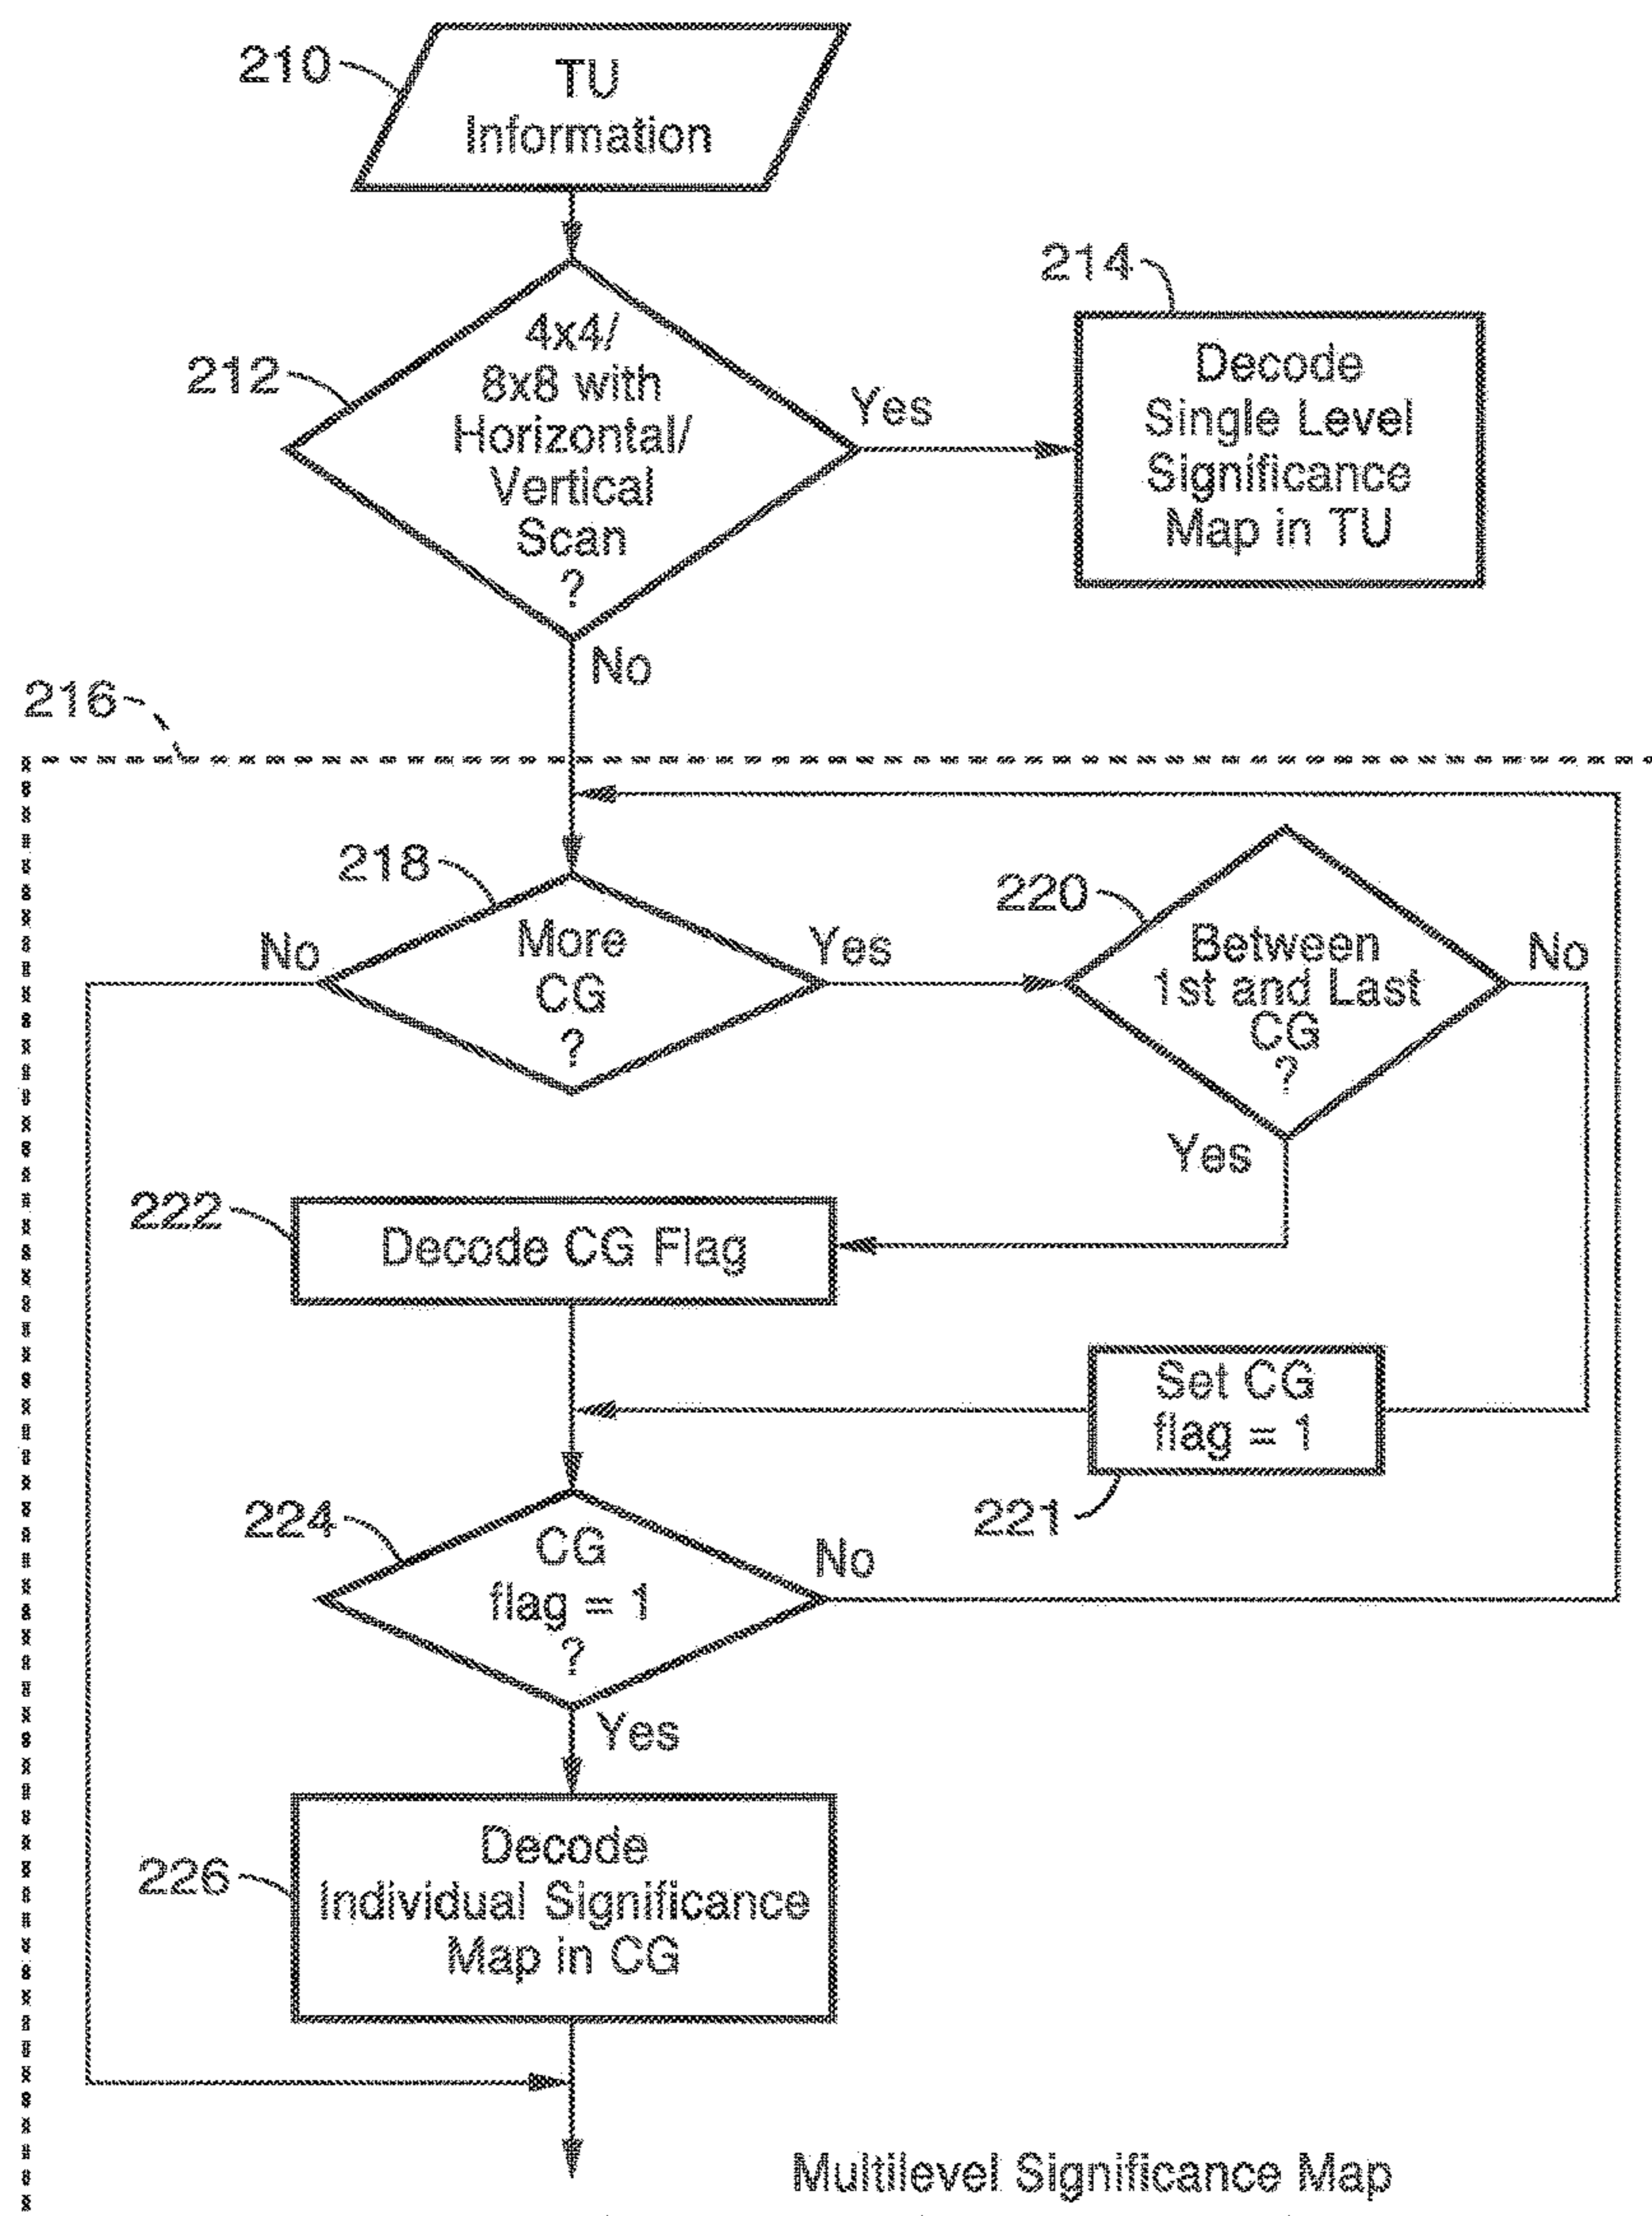 210
TU
Information
212
4x4/
8x8 with
Horizontal/
Vertical
Scan
?
Yes
214
Decode
Single Level
Significance
Map in TU
No
216
218
More
CG
?
No
Yes
220
Between
1st and Last
CG
?
No
Yes
222
Decode CG Flag
Set CG
flag = 1
221
224
CG
flag = 1
?
No
Yes
226
Decode
Individual Significance
Map in CG
Multilevel Significance Map